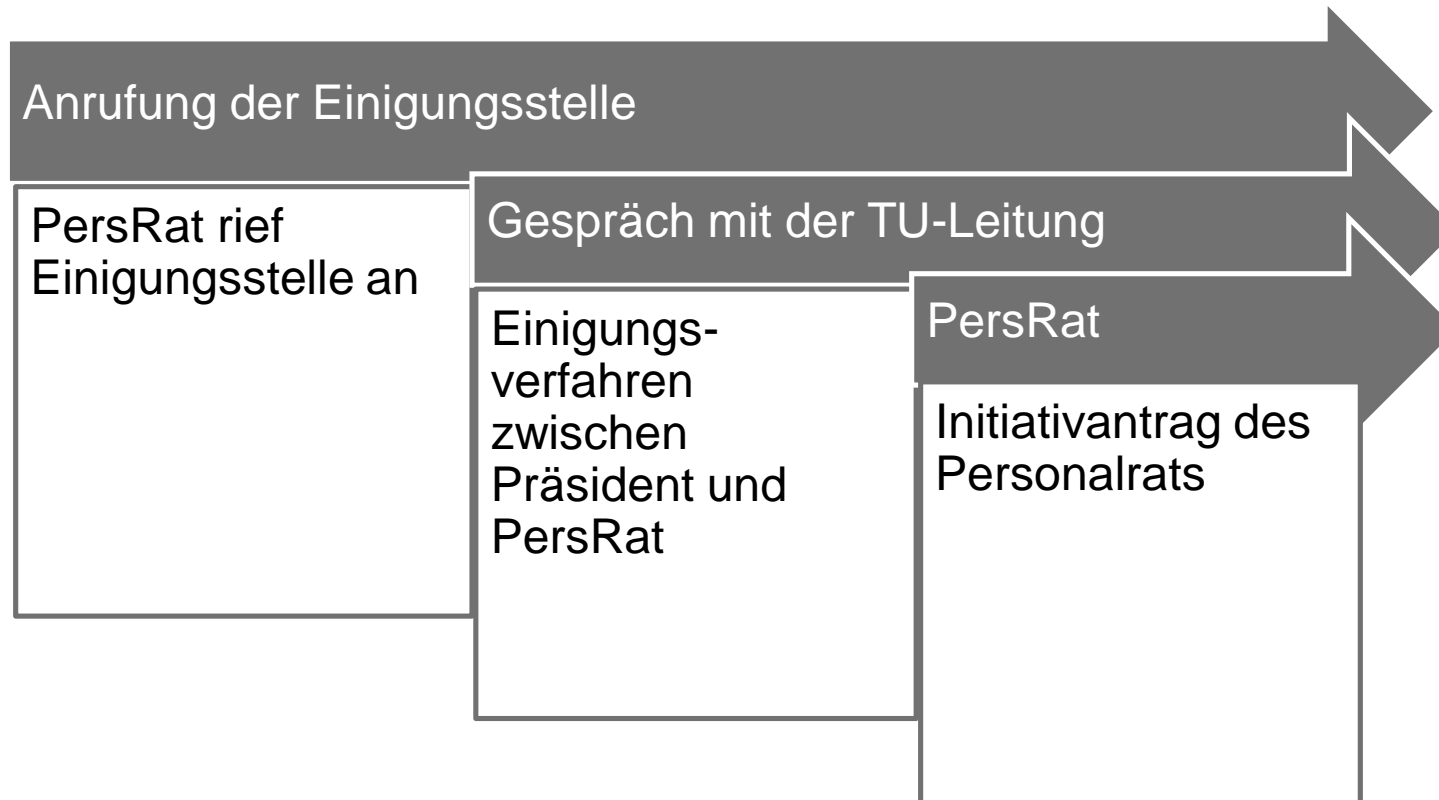 Anrufung der Einigungsstelle
PersRat rief
Einigungsstelle an
Gespräch mit der TU-Leitung
Einigungs-
verfahren
zwischen
Präsident und
PersRat
PersRat
Initiativantrag des
Personalrats